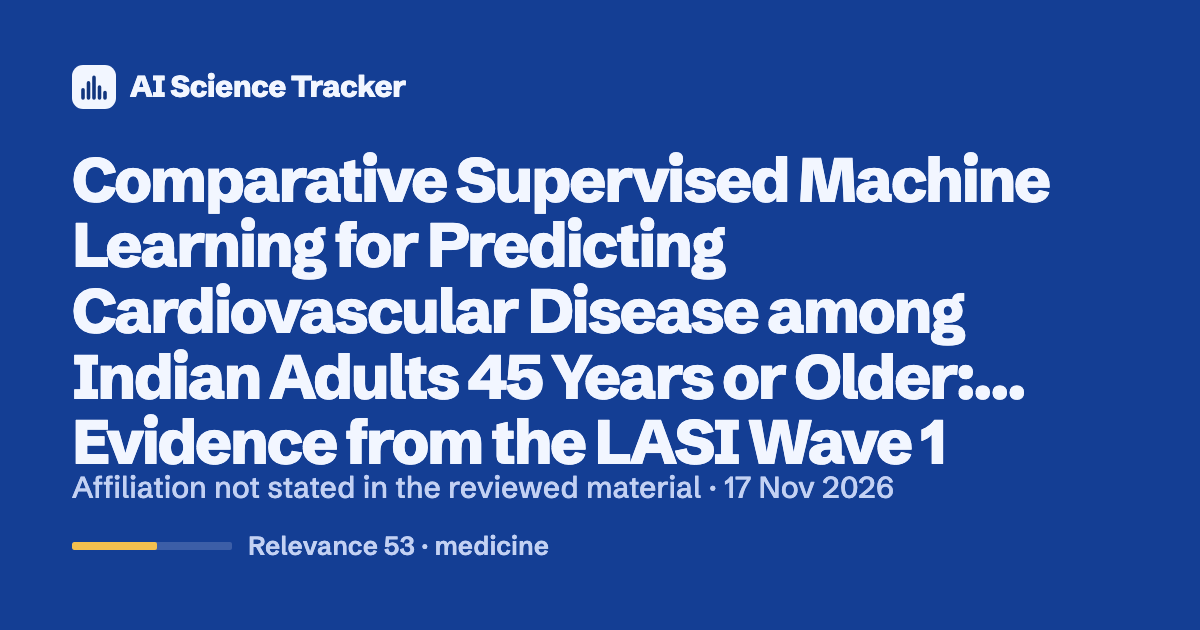 AI Science Tracker
Comparative Supervised Machine
Learning for Predicting
Cardiovascular Disease among
Indian Adults 45 Years or Older:...
Evidence from the LASI Wave 1
Affiliation not stated in the reviewed material · 17 Nov 2026
Relevance 53 · medicine